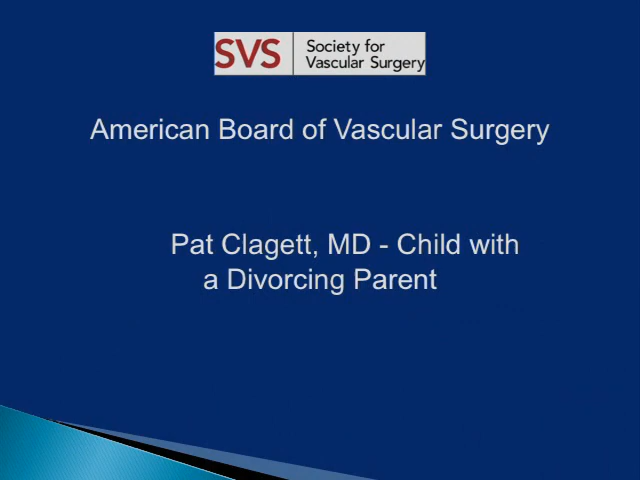 SVS
Society for
Vascular Surgery
American Board of Vascular Surgery
Pat Clagett, MD - Child with
a Divorcing Parent